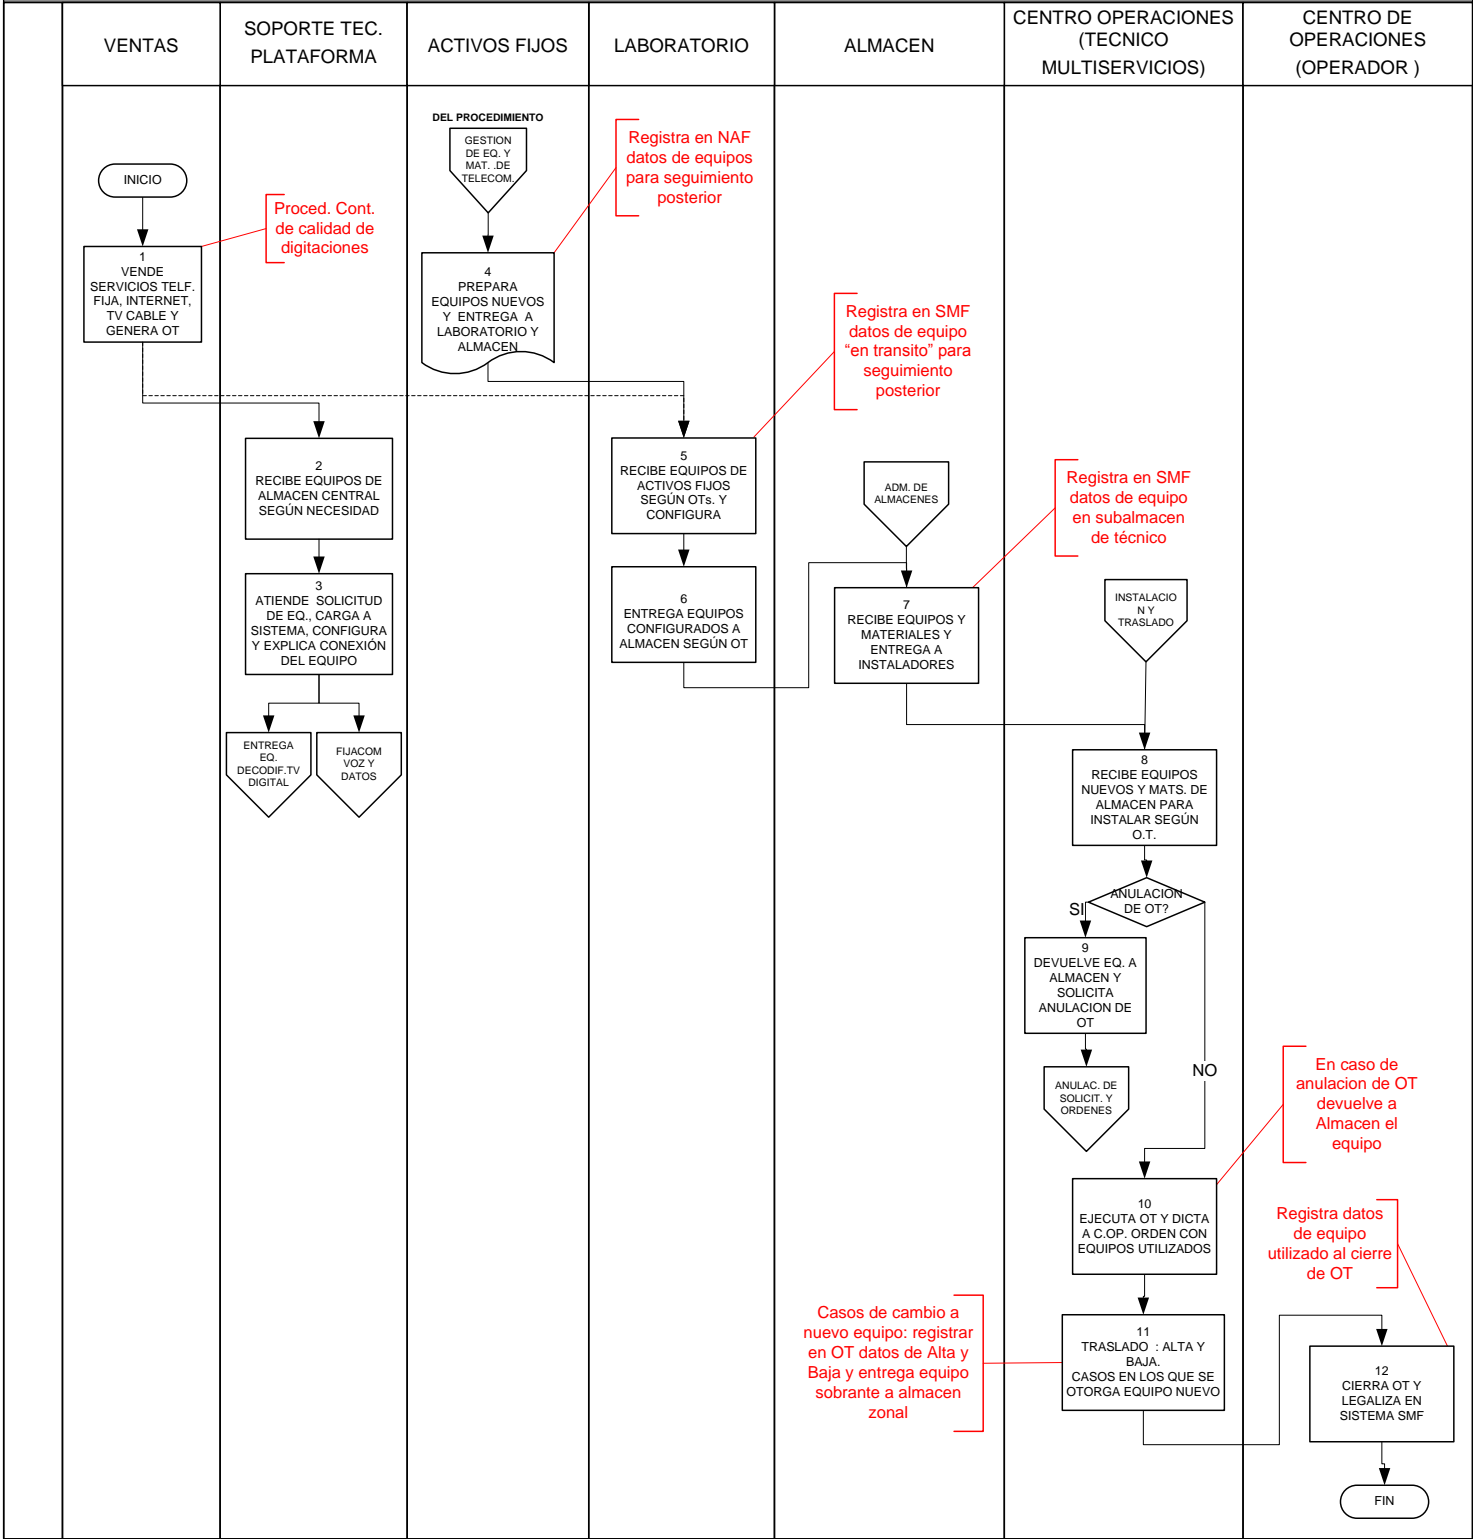 VENTAS
SOPORTE TEC.
PLATAFORMA
ACTIVOS FIJOS
LABORATORIO
ALMACEN
CENTRO OPERACIONES
(TECNICO
MULTISERVICIOS)
CENTRO DE
OPERACIONES
(OPERADOR )
INICIO
1
VENDE
SERVICIOS TELF.
FIJA, INTERNET,
TV CABLE Y
GENERA OT
Proced. Cont.
de calidad de
digitaciones
2
RECIBE EQUIPOS DE
ALMACEN CENTRAL
SEGÚN NECESIDAD
3
ATIENDE SOLICITUD
DE EQ., CARGA A
SISTEMA, CONFIGURA
Y EXPLICA CONEXIÓN
DEL EQUIPO
ENTREGA
EQ.
DECODIF.TV
DIGITAL
FIJACOM
VOZ Y
DATOS
DEL PROCEDIMIENTO
GESTION
DE EQ. Y
MAT. .DE
TELECOM.
4
PREPARA
EQUIPOS NUEVOS
Y ENTREGA A
LABORATORIO Y
ALMACEN
Registra en NAF
datos de equipos
para seguimiento
posterior
5
RECIBE EQUIPOS DE
ACTIVOS FIJOS
SEGÚN OTs. Y
CONFIGURA
6
ENTREGA EQUIPOS
CONFIGURADOS A
ALMACEN SEGÚN OT
Registra en SMF
datos de equipo
“en transito” para
seguimiento
posterior
ADM. DE
ALMACENES
7
RECIBE EQUIPOS Y
MATERIALES Y
ENTREGA A
INSTALADORES
Registra en SMF
datos de equipo
en subalmacen
de técnico
INSTALACIO
N Y
TRASLADO
8
RECIBE EQUIPOS
NUEVOS Y MATS. DE
ALMACEN PARA
INSTALAR SEGÚN
O.T.
ANULACION
DE OT?
SI
NO
9
DEVUELVE EQ. A
ALMACEN Y
SOLICITA
ANULACION DE
OT
ANULAC. DE
SOLICIT. Y
ORDENES
En caso de
anulacion de OT
devuelve a
Almacen el
equipo
10
EJECUTA OT Y DICTA
A C.OP. ORDEN CON
EQUIPOS UTILIZADOS
Registra datos
de equipo
utilizado al cierre
de OT
Casos de cambio a
nuevo equipo: registrar
en OT datos de Alta y
Baja y entrega equipo
sobrante a almacen
zonal
11
TRASLADO : ALTA Y
BAJA.
CASOS EN LOS QUE SE
OTORGA EQUIPO NUEVO
12
CIERRA OT Y
LEGALIZA EN
SISTEMA SMF
FIN